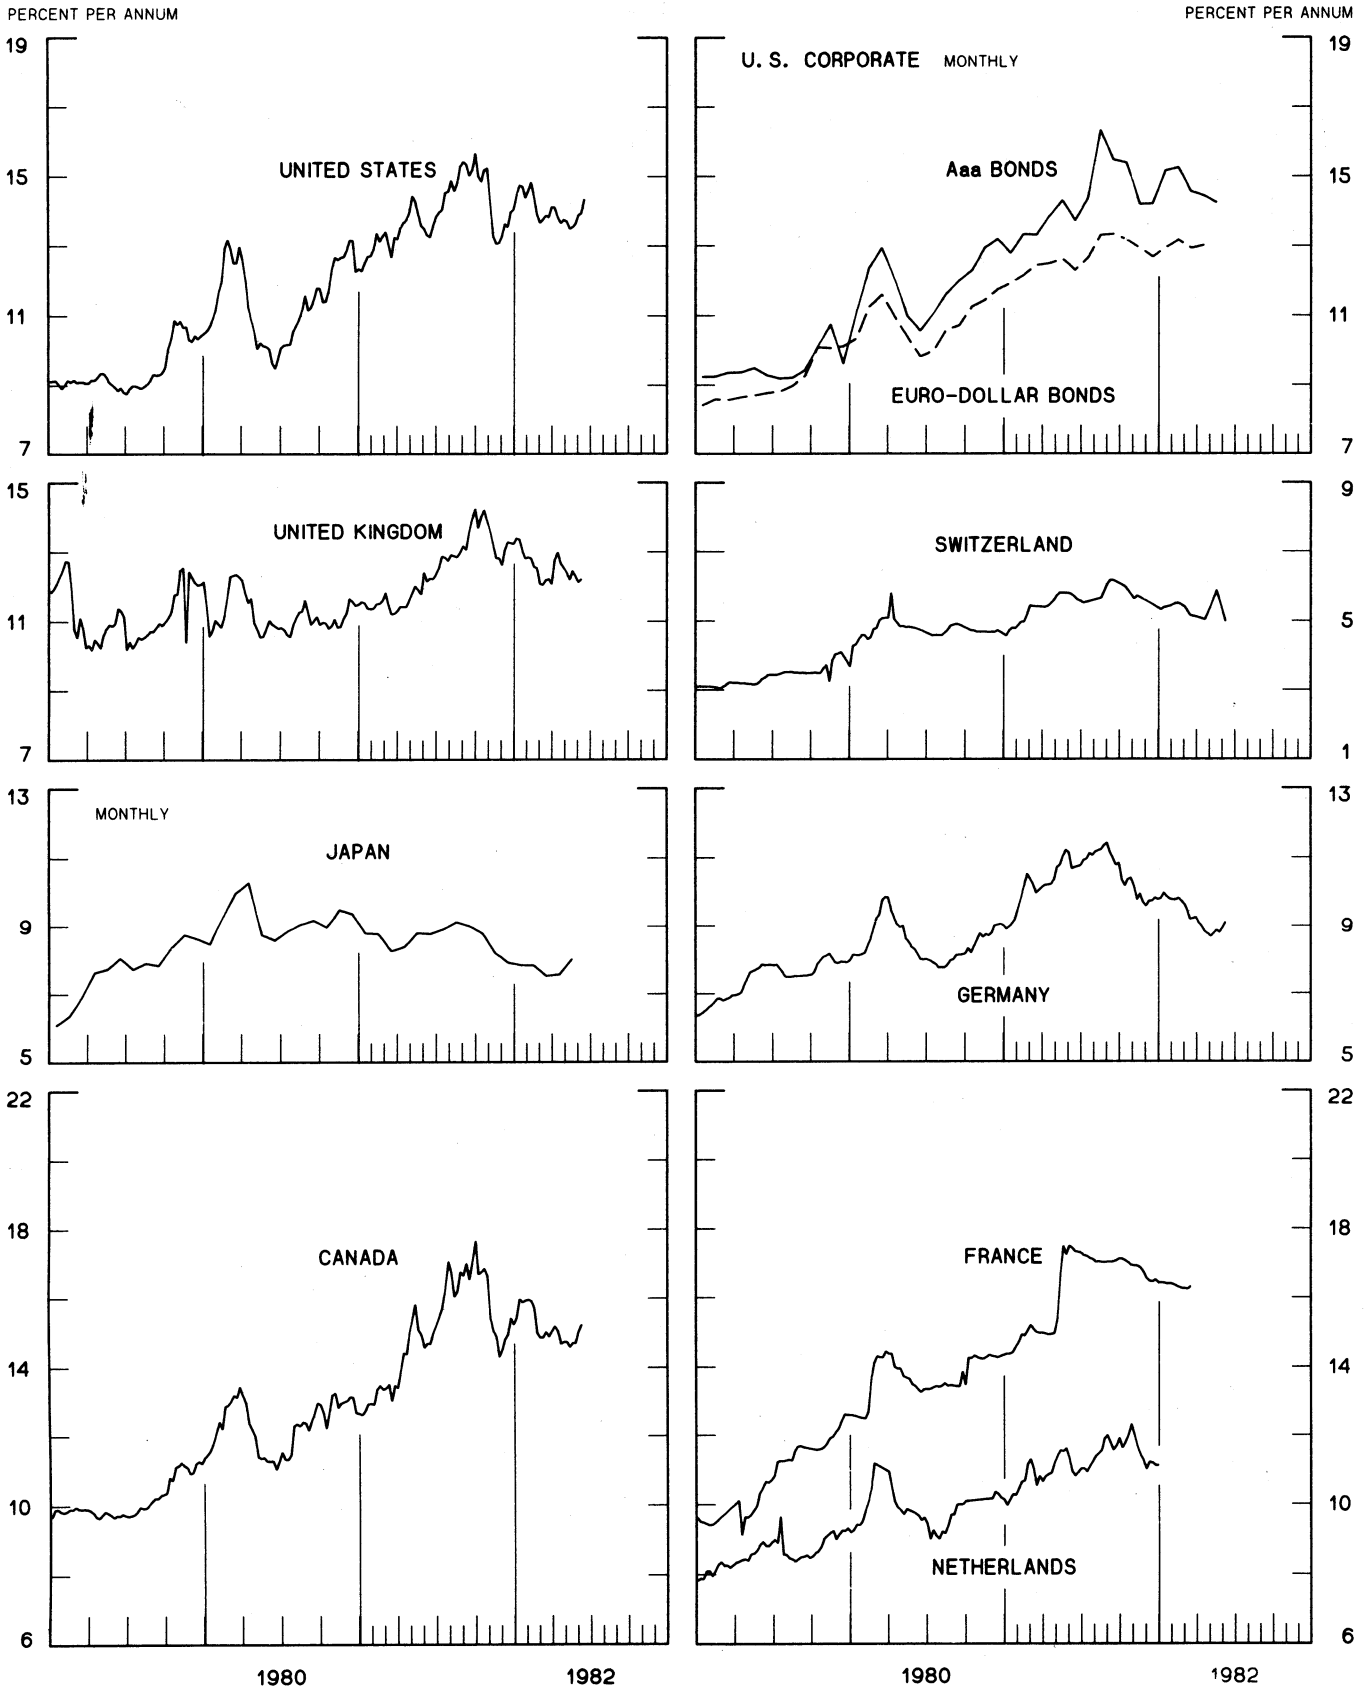 PERCENT PER ANNUM
PERCENT PER ANNUM
19
UNITED STATES
15
11
7
U. S. CORPORATE MONTHLY
19
Aaa BONDS
15
11
EURO-DOLLAR BONDS
7
15
UNITED KINGDOM
11
7
9
SWITZERLAND
5
1
13
MONTHLY
JAPAN
9
5
13
9
GERMANY
5
22
18
CANADA
14
10
6
1980
1982
22
18
FRANCE
14
10
NETHERLANDS
6
1980
1982